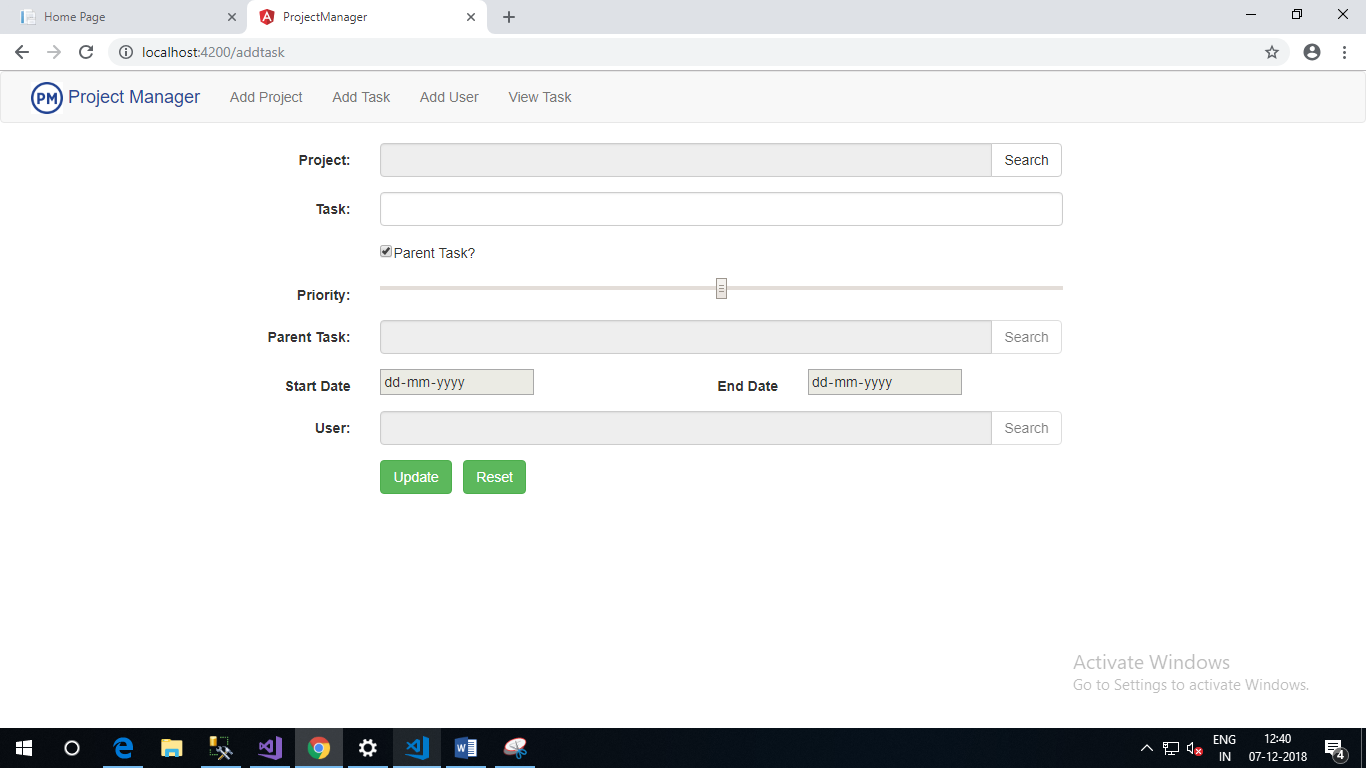 Home Page
ProjectManager
localhost:4200/addtask
PM Project Manager Add Project Add Task Add User View Task
Project: Search
Task:
Parent Task?
Priority:
Parent Task: Search
Start Date dd-mm-yyyy End Date dd-mm-yyyy
User: Search
Update Reset
Activate Windows
Go to Settings to activate Windows.
ENG 12:40
IN 07-12-2018
4